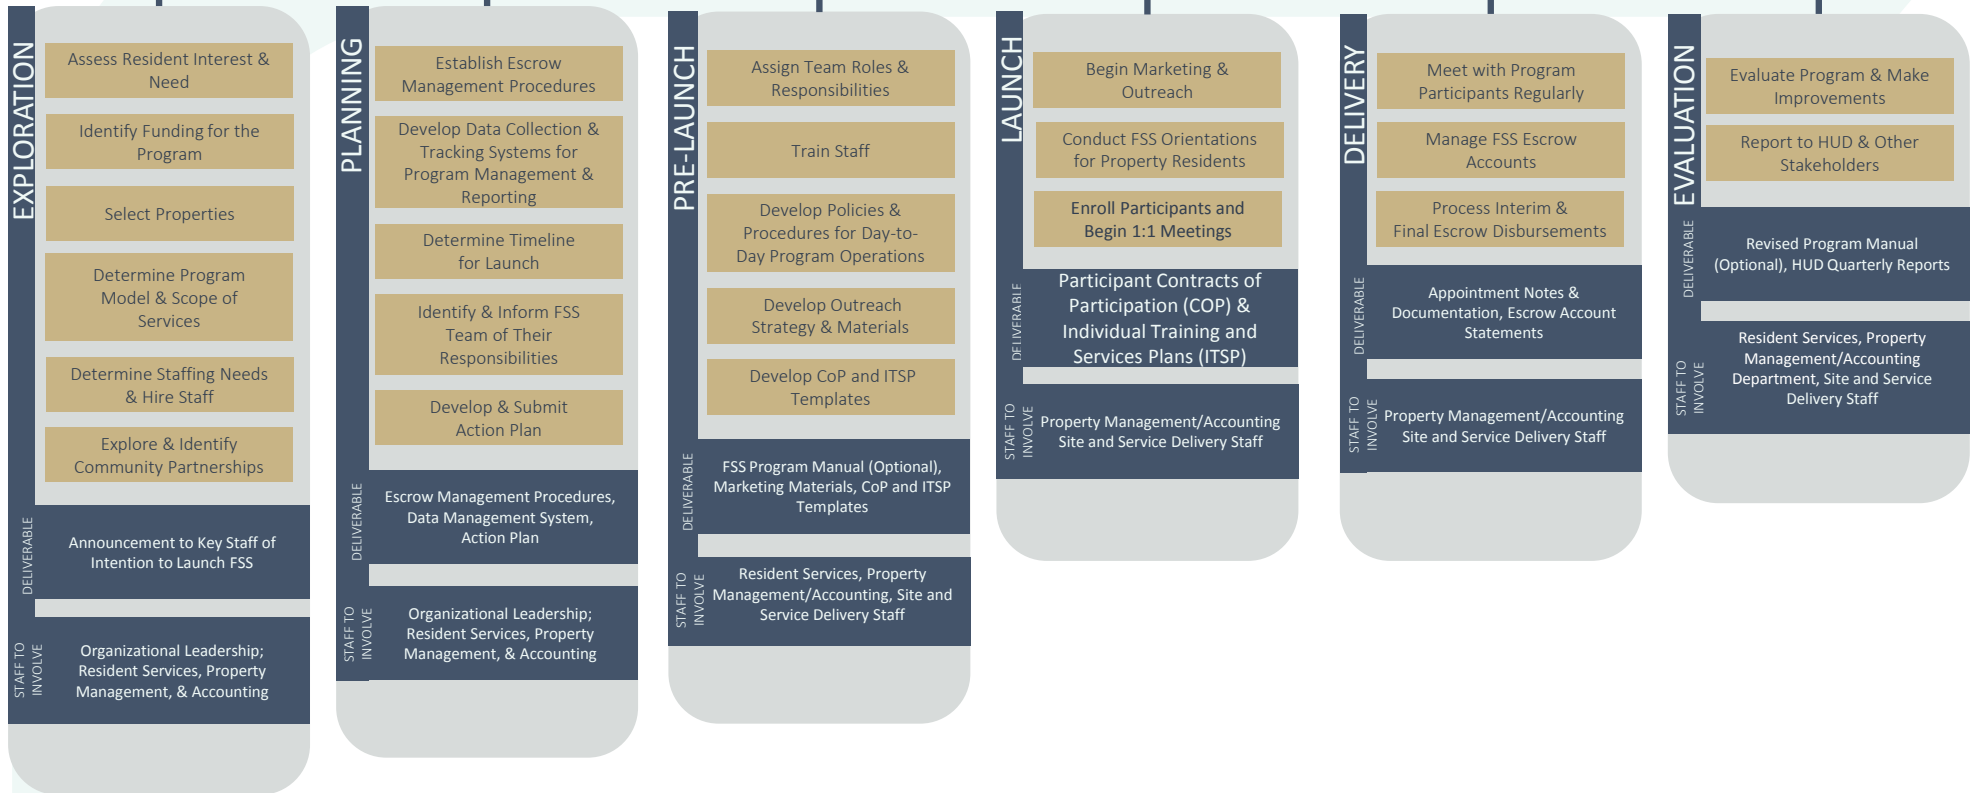 EXPLORATION
Assess Resident Interest &
Need
Identify Funding for the
Program
Select Properties
Determine Program
Model & Scope of
Services
Determine Staffing Needs
& Hire Staff
Explore & Identify
Community Partnerships
DELIVERABLE
Announcement to Key Staff of
Intention to Launch FSS
STAFF TO
INVOLVE
Organizational Leadership;
Resident Services, Property
Management, & Accounting
PLANNING
Establish Escrow
Management Procedures
Develop Data Collection &
Tracking Systems for
Program Management &
Reporting
Determine Timeline
for Launch
Identify & Inform FSS
Team of Their
Responsibilities
Develop & Submit
Action Plan
DELIVERABLE
Escrow Management Procedures,
Data Management System,
Action Plan
STAFF TO
INVOLVE
Organizational Leadership;
Resident Services, Property
Management, & Accounting
PRE-LAUNCH
Assign Team Roles &
Responsibilities
Train Staff
Develop Policies &
Procedures for Day-to-
Day Program Operations
Develop Outreach
Strategy & Materials
Develop CoP and ITSP
Templates
DELIVERABLE
FSS Program Manual (Optional),
Marketing Materials, CoP and ITSP
Templates
STAFF TO
INVOLVE
Resident Services, Property
Management/Accounting, Site and
Service Delivery Staff
LAUNCH
Begin Marketing &
Outreach
Conduct FSS Orientations
for Property Residents
Enroll Participants and
Begin 1:1 Meetings
DELIVERABLE
Participant Contracts of
Participation (COP) &
Individual Training and
Services Plans (ITSP)
STAFF TO
INVOLVE
Property Management/Accounting
Site and Service Delivery Staff
DELIVERY
Meet with Program
Participants Regularly
Manage FSS Escrow
Accounts
Process Interim &
Final Escrow Disbursements
DELIVERABLE
Appointment Notes &
Documentation, Escrow Account
Statements
STAFF TO
INVOLVE
Property Management/Accounting
Site and Service Delivery Staff
EVALUATION
Evaluate Program & Make
Improvements
Report to HUD & Other
Stakeholders
DELIVERABLE
Revised Program Manual
(Optional), HUD Quarterly Reports
STAFF TO
INVOLVE
Resident Services, Property
Management/Accounting
Department, Site and Service
Delivery Staff